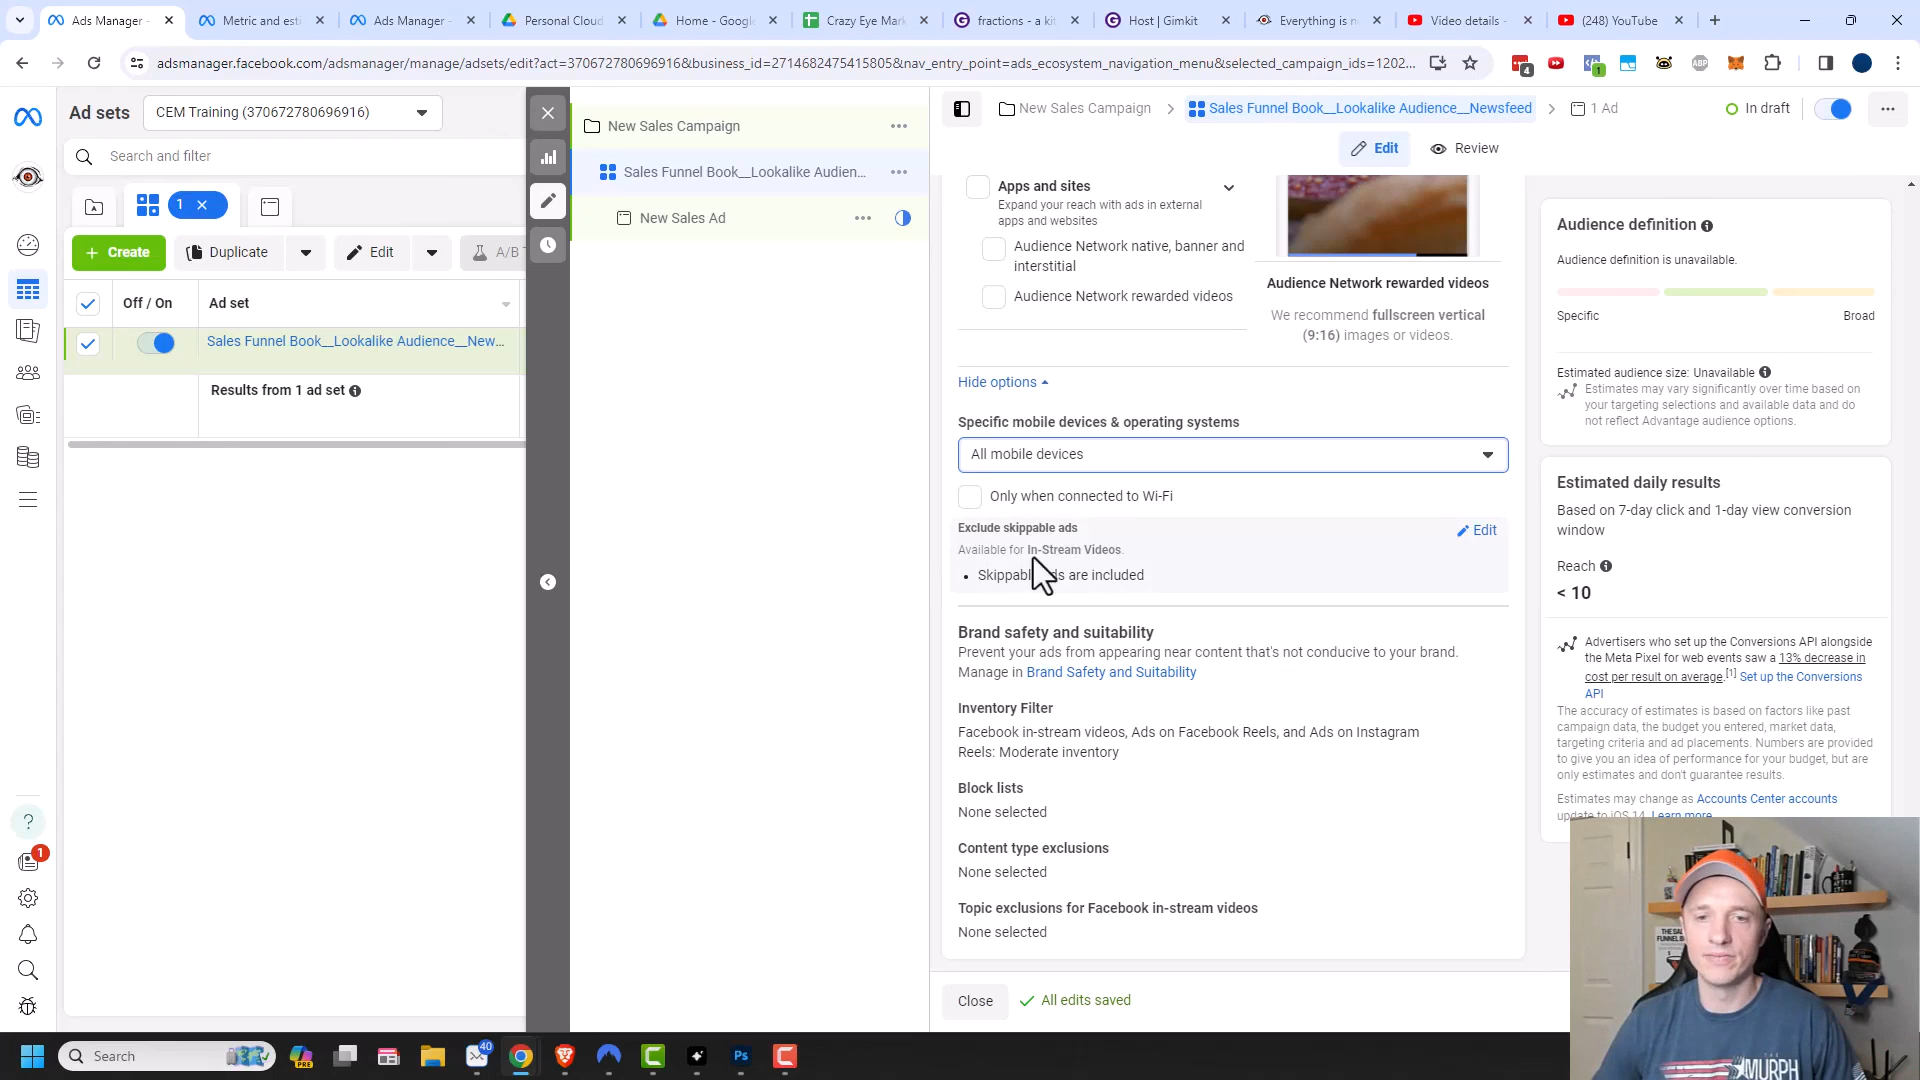 Ads Manager -
Metric and esti
Ads Manager -
Personal Cloud
Home - Google
Crazy Eye Mark
fractions - a ki
Host | Gimkit
Everything is n
Video details -
(248) YouTube
adsmanager.facebook.com/adsmanager/manage/adsets/edit?act=370672780696916&business_id=2714682475415805&nav_entry_point=ads_ecosystem_navigation_menu&selected_campaign_ids=1202...
Ad sets
CEM Training (370672780696916)
Search and filter
1
Create
Duplicate
Edit
A/B T
Off / On
Ad set
Sales Funnel Book__Lookalike Audience__New...
Results from 1 ad set
New Sales Campaign
Sales Funnel Book__Lookalike Audien...
New Sales Ad
New Sales Campaign
Sales Funnel Book__Lookalike Audience__Newsfeed
1 Ad
In draft
Edit
Review
Apps and sites
Expand your reach with ads in external
apps and websites
Audience Network native, banner and
interstitial
Audience Network rewarded videos
Audience Network rewarded videos
We recommend fullscreen vertical
(9:16) images or videos.
Hide options
Specific mobile devices & operating systems
All mobile devices
Only when connected to Wi-Fi
Exclude skippable ads
Edit
Available for In-Stream Videos.
Skippable ads are included
Brand safety and suitability
Prevent your ads from appearing near content that's not conducive to your brand.
Manage in Brand Safety and Suitability
Inventory Filter
Facebook in-stream videos, Ads on Facebook Reels, and Ads on Instagram
Reels: Moderate inventory
Block lists
None selected
Content type exclusions
None selected
Topic exclusions for Facebook in-stream videos
None selected
Close
All edits saved
Audience definition
Audience definition is unavailable.
Specific
Broad
Estimated audience size: Unavailable
Estimates may vary significantly over time based on
your targeting selections and available data and do
not reflect Advantage audience options.
Estimated daily results
Based on 7-day click and 1-day view conversion
window
Reach
< 10
Advertisers who set up the Conversions API alongside
the Meta Pixel for web events saw a 13% decrease in
cost per result on average.[1] Set up the Conversions
API
The accuracy of estimates is based on factors like past
campaign data, the budget you entered, market data,
targeting criteria and ad placements. Numbers are provided
to give you an idea of performance for your budget, but are
only estimates and don't guarantee results.
Estimates may change as Accounts Center accounts
update to iOS 14. Learn more
MURPH
1
Search
PRE
40
Ps